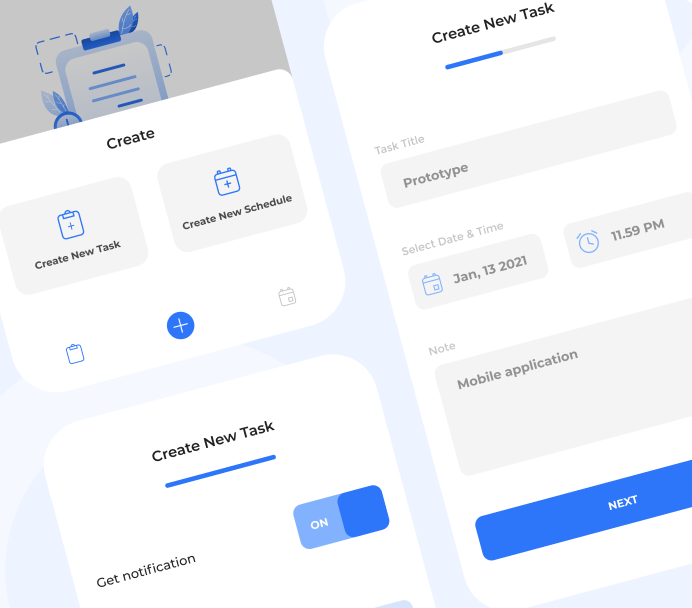 Create
Create New Task
Create New Schedule
Create New Task
ON
Get notification
Create New Task
Task Title
Prototype
Select Date & Time
Jan, 13 2021
11.59 PM
Note
Mobile application
NEXT